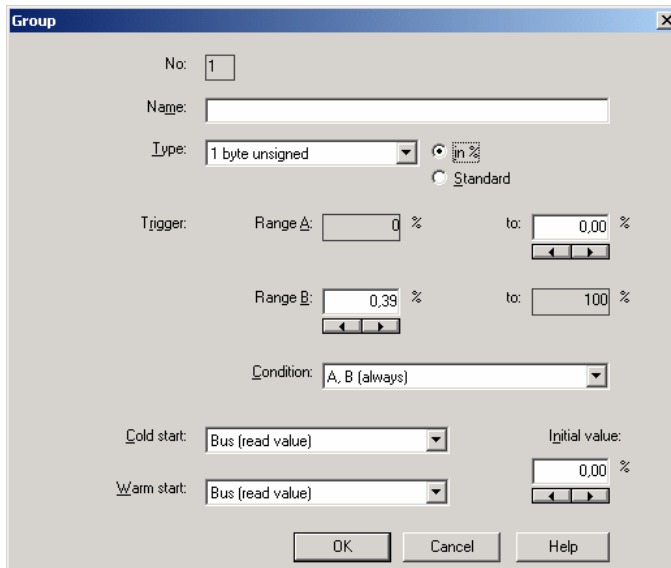 Group
No: 1
Name:
Type: 1 byte unsigned in %
Standard
Trigger: Range A: 0 % to: 0,00 %
Range B: 0,39 % to: 100 %
Condition: A, B (always)
Cold start: Bus (read value) Initial value:
0,00 %
Warm start: Bus (read value)
OK Cancel Help